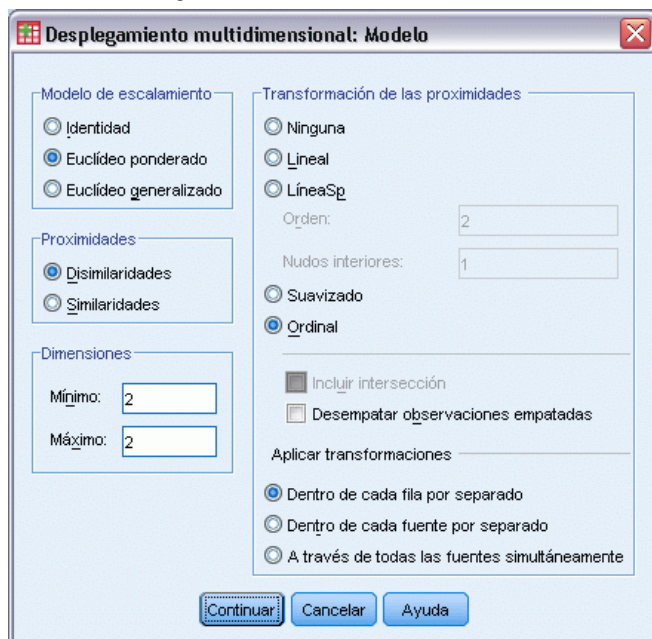 Desplegamiento multidimensional: Modelo
Modelo de escalamiento
Identidad
Euclídeo ponderado
Euclídeo generalizado
Proximidades
Disimilaridades
Similaridades
Dimensiones
Mínimo: 2
Máximo: 2
Transformación de las proximidades
Ninguna
Lineal
LíneaSp
Orden: 2
Nudos interiores: 1
Suavizado
Ordinal
Incluir intersección
Desempatar observaciones empatadas
Aplicar transformaciones
Dentro de cada fila por separado
Dentro de cada fuente por separado
A través de todas las fuentes simultáneamente
Continuar Cancelar Ayuda